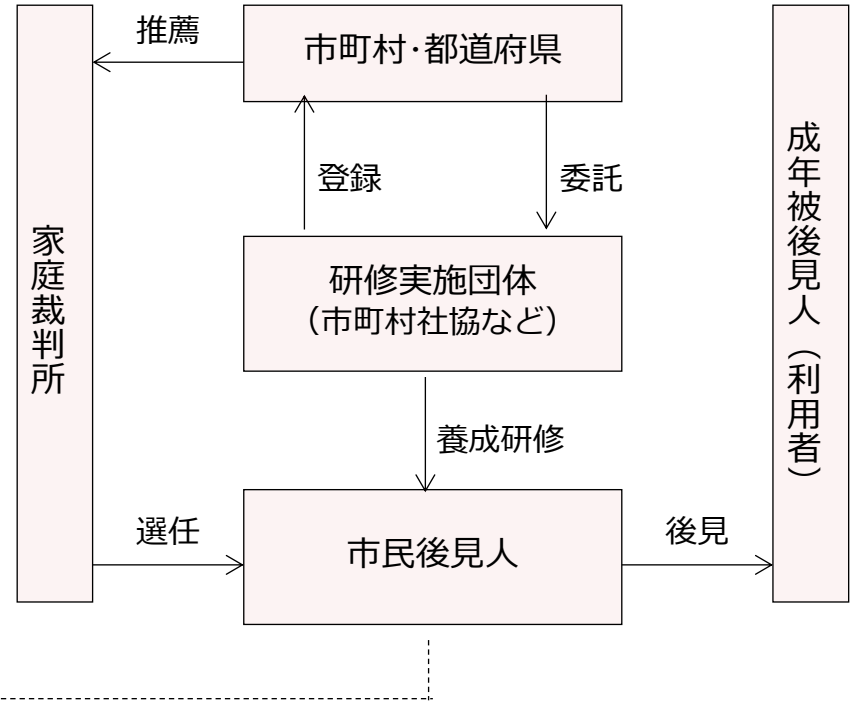 推薦
市町村・都道府県
登録
委託
家庭裁判所
成年被後見人（利用者）
研修実施団体
（市町村社協など）
養成研修
選任
市民後見人
後見